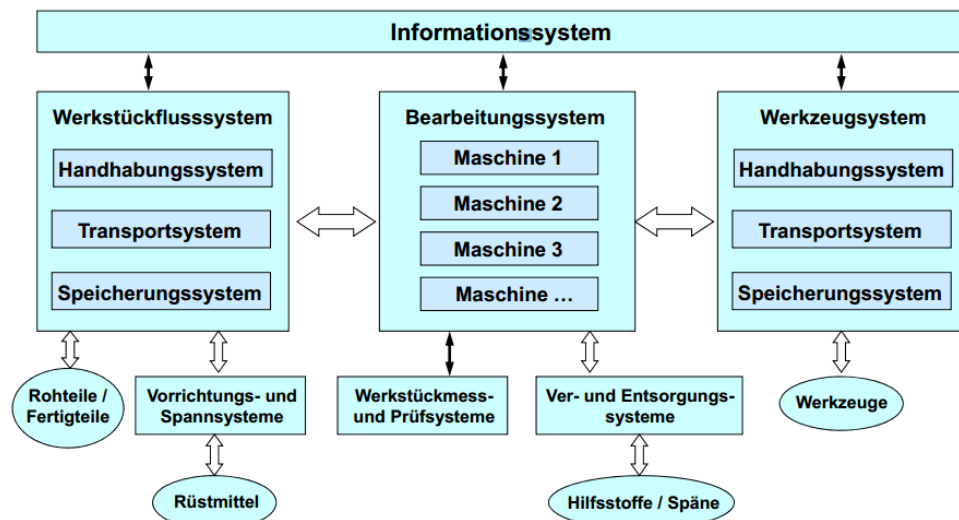 Informationssystem
Werkstückflusssystem
Handhabungssystem
Transportsystem
Speicherungssystem
Bearbeitungssystem
Maschine 1
Maschine 2
Maschine 3
Maschine …
Werkzeugsystem
Handhabungssystem
Transportsystem
Speicherungssystem
Rohteile /
Fertigteile
Vorrichtungs- und
Spannsysteme
Werkstückmess-
und Prüfsysteme
Ver- und Entsorgungs-
systeme
Werkzeuge
Rüstmittel
Hilfsstoffe / Späne